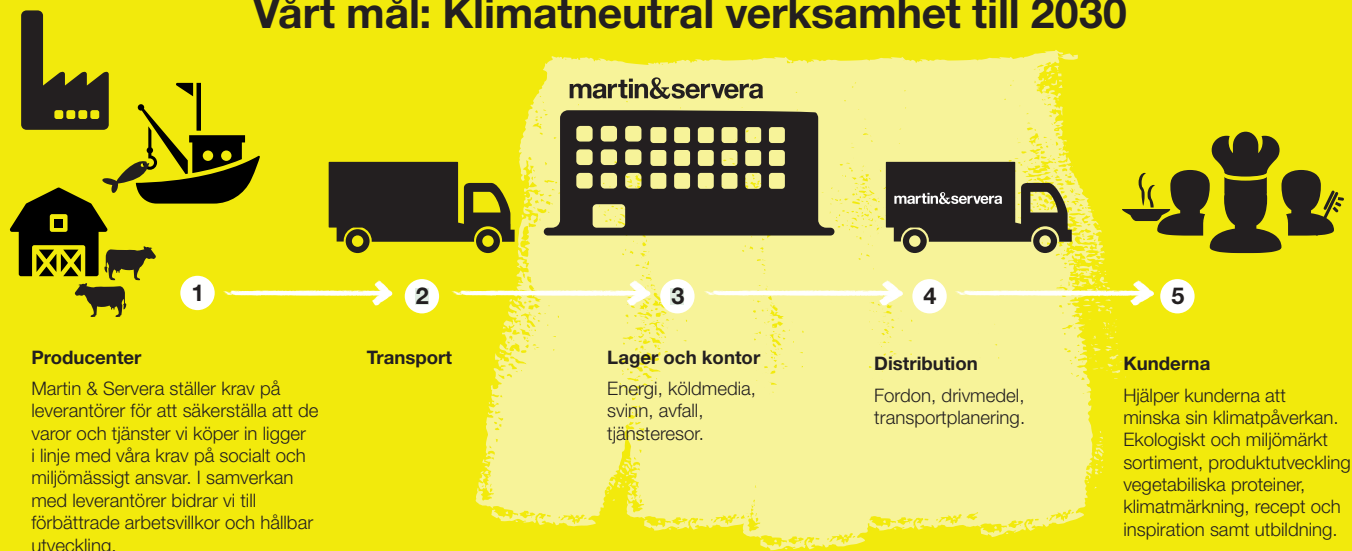 Vårt mål: Klimatneutral verksamhet till 2030
martin&servera
martin&servera
1
2
3
4
5
Producenter
Martin & Servera ställer krav på
leverantörer för att säkerställa att de
varor och tjänster vi köper in ligger
i linje med våra krav på socialt och
miljömässigt ansvar. I samverkan
med leverantörer bidrar vi till
förbättrade arbetsvillkor och hållbar
utveckling.
Transport
Lager och kontor
Energi, köldmedia,
svinn, avfall,
tjänsteresor.
Distribution
Fordon, drivmedel,
transportplanering.
Kunderna
Hjälper kunderna att
minska sin klimatpåverkan.
Ekologiskt och miljömärkt
sortiment, produktutveckling
vegetabiliska proteiner,
klimatmärkning, recept och
inspiration samt utbildning.